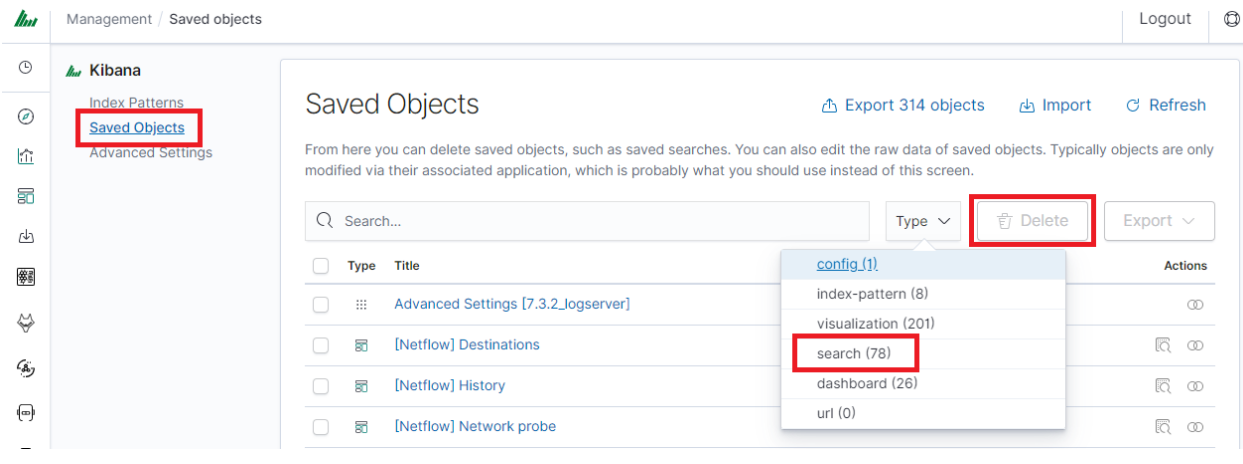 Management / Saved objects
Logout
Kibana
Index Patterns
Saved Objects
Advanced Settings
Saved Objects
Export 314 objects
Import
Refresh
From here you can delete saved objects, such as saved searches. You can also edit the raw data of saved objects. Typically objects are only
modified via their associated application, which is probably what you should use instead of this screen.
Search...
Type
Delete
Export
config (1)
index-pattern (8)
visualization (201)
search (78)
dashboard (26)
url (0)
Type Title Actions
Advanced Settings [7.3.2_logserver]
[Netflow] Destinations
[Netflow] History
[Netflow] Network probe